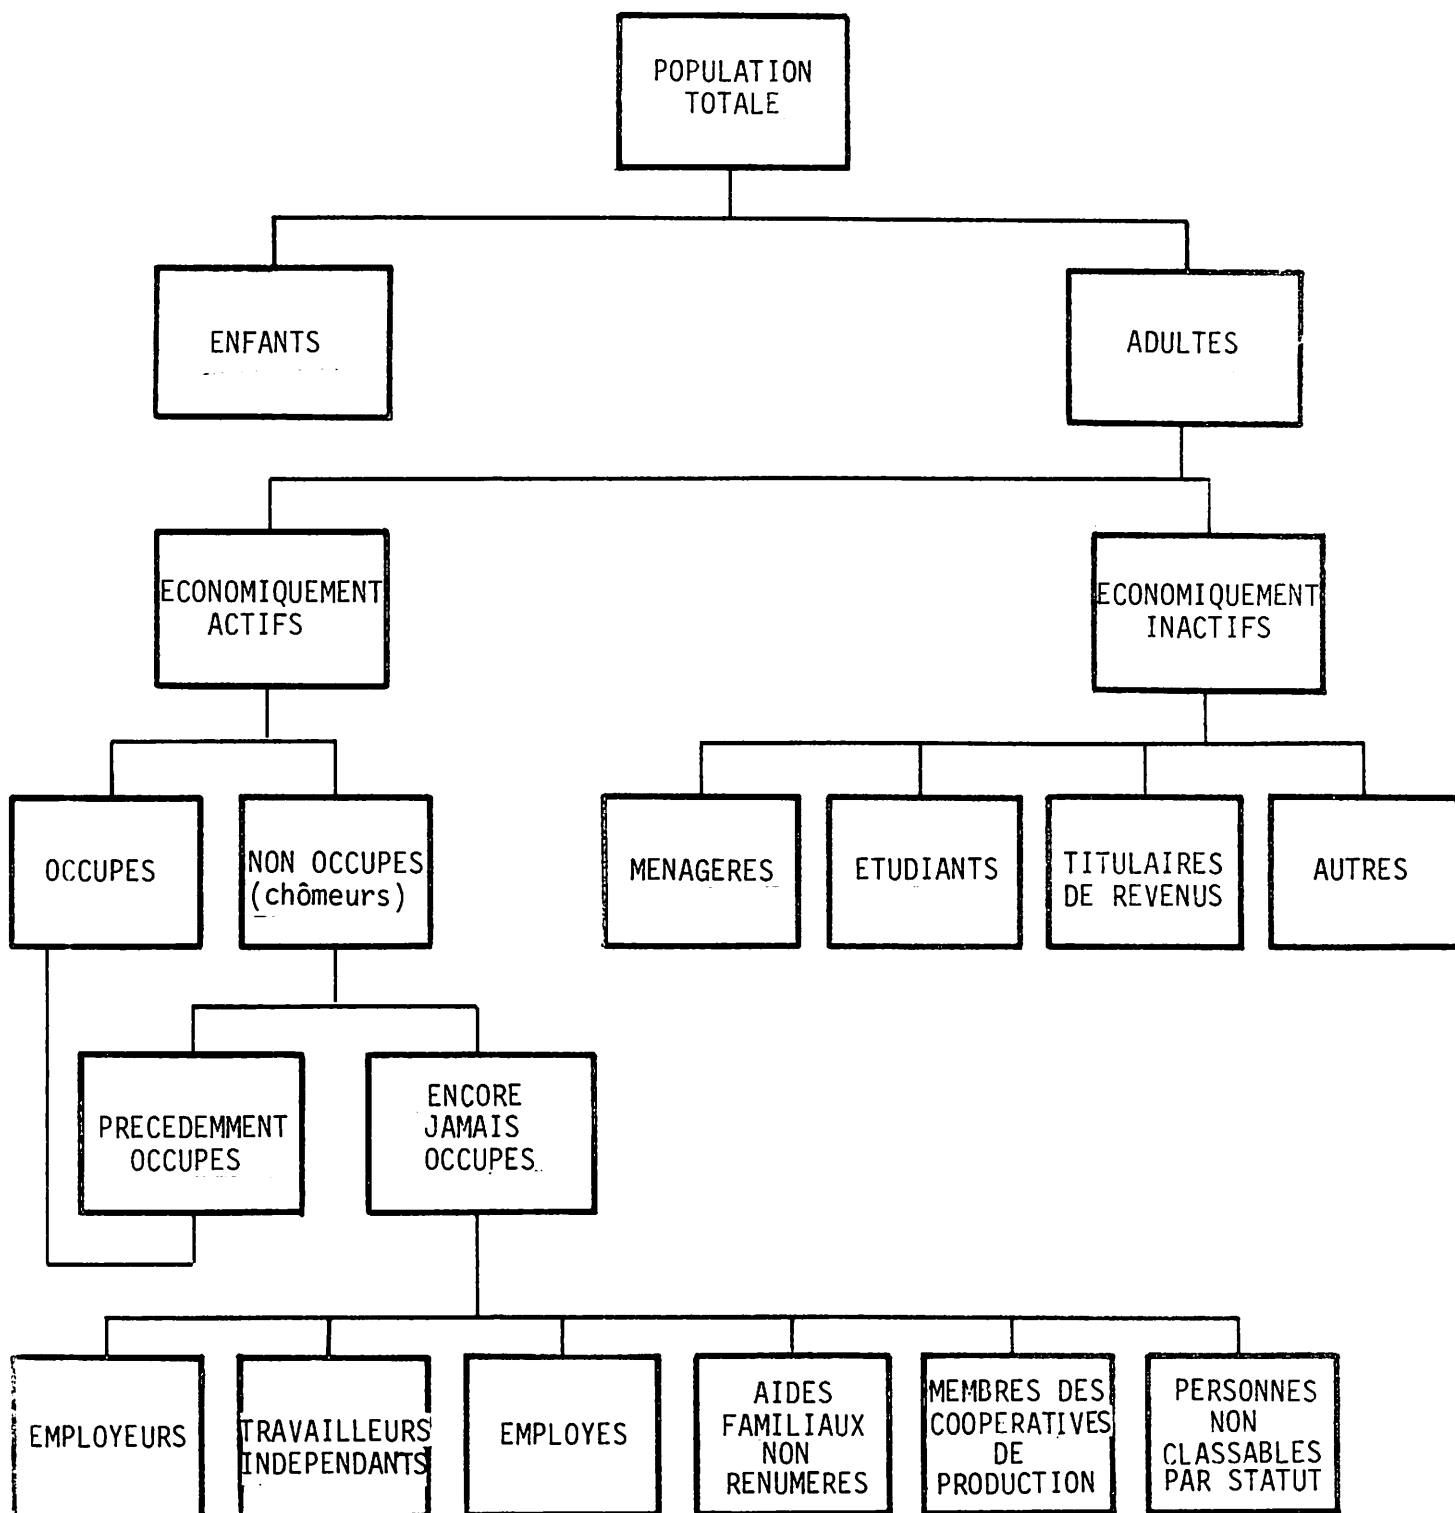 POPULATION
TOTALE
ENFANTS
ADULTES
ECONOMIQUEMENT
ACTIFS
ECONOMIQUEMENT
INACTIFS
OCCUPES
NON OCCUPES
(chômeurs)
MENAGERES
ETUDIANTS
TITULAIRES
DE REVENUS
AUTRES
PRECEDEMMENT
OCCUPES
ENCORE
JAMAIS
OCCUPES
EMPLOYEURS
TRAVAILLEURS
INDEPENDANTS
EMPLOYES
AIDES
FAMILIAUX
NON
RENUMERES
MEMBRES DES
COOPERATIVES
DE
PRODUCTION
PERSONNES
NON
CLASSABLES
PAR STATUT